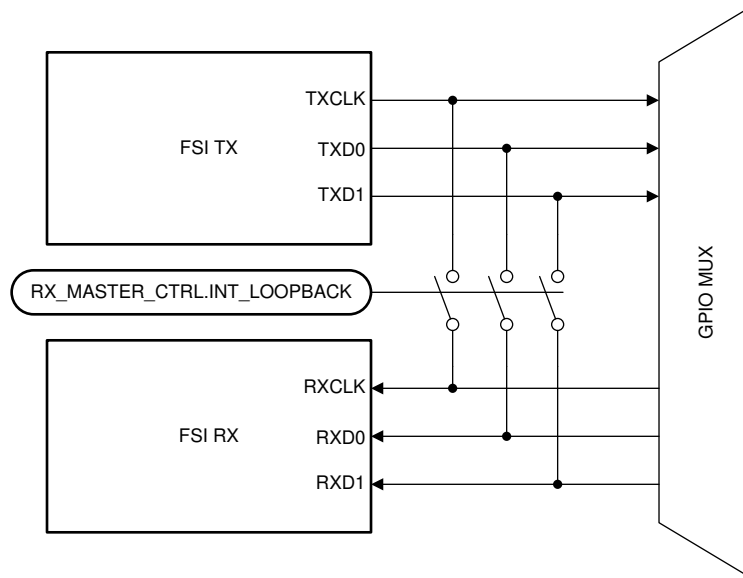 TXCLK
FSI TX
TXD0
TXD1
RX_MASTER_CTRL.INT_LOOPBACK
GPIO MUX
RXCLK
FSI RX
RXD0
RXD1